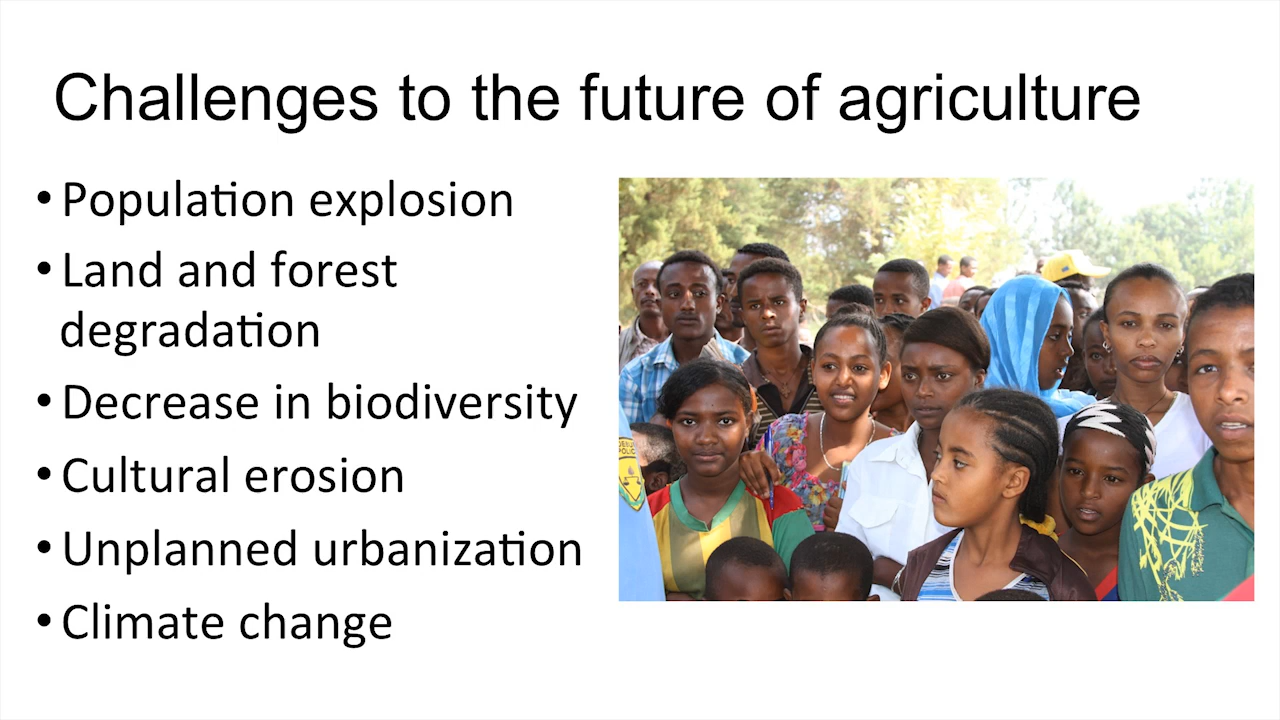 Challenges to the future of agriculture
• Population explosion
• Land and forest
degradation
• Decrease in biodiversity
• Cultural erosion
• Unplanned urbanization
• Climate change